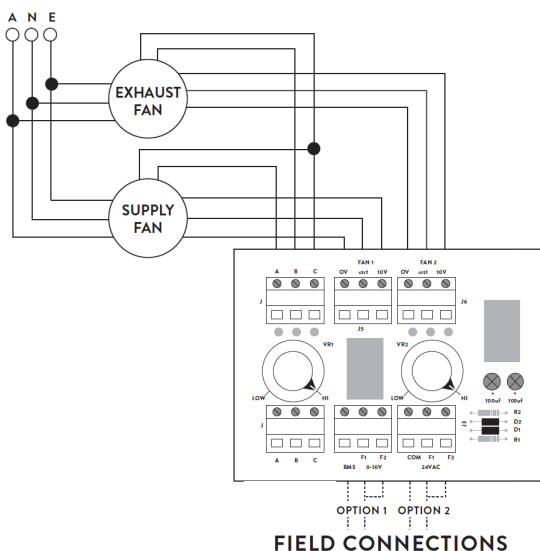 A N E
EXHAUST
FAN
SUPPLY
FAN
FAN 1 FAN 2
A B C 0V ctrl 10V 0V ctrl 10V
J J6
J5
VR1 VR2
LOW HI LOW HI
100uf 100uf
R2
D2
D1
R1
J J3
A B C F1 F2 COM F1 F2
BMS 0-10V 24VAC
OPTION 1 OPTION 2
FIELD CONNECTIONS